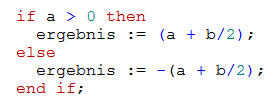 if a > 0 then
ergebnis := (a + b/2);
else
ergebnis := -(a + b/2);
end if;